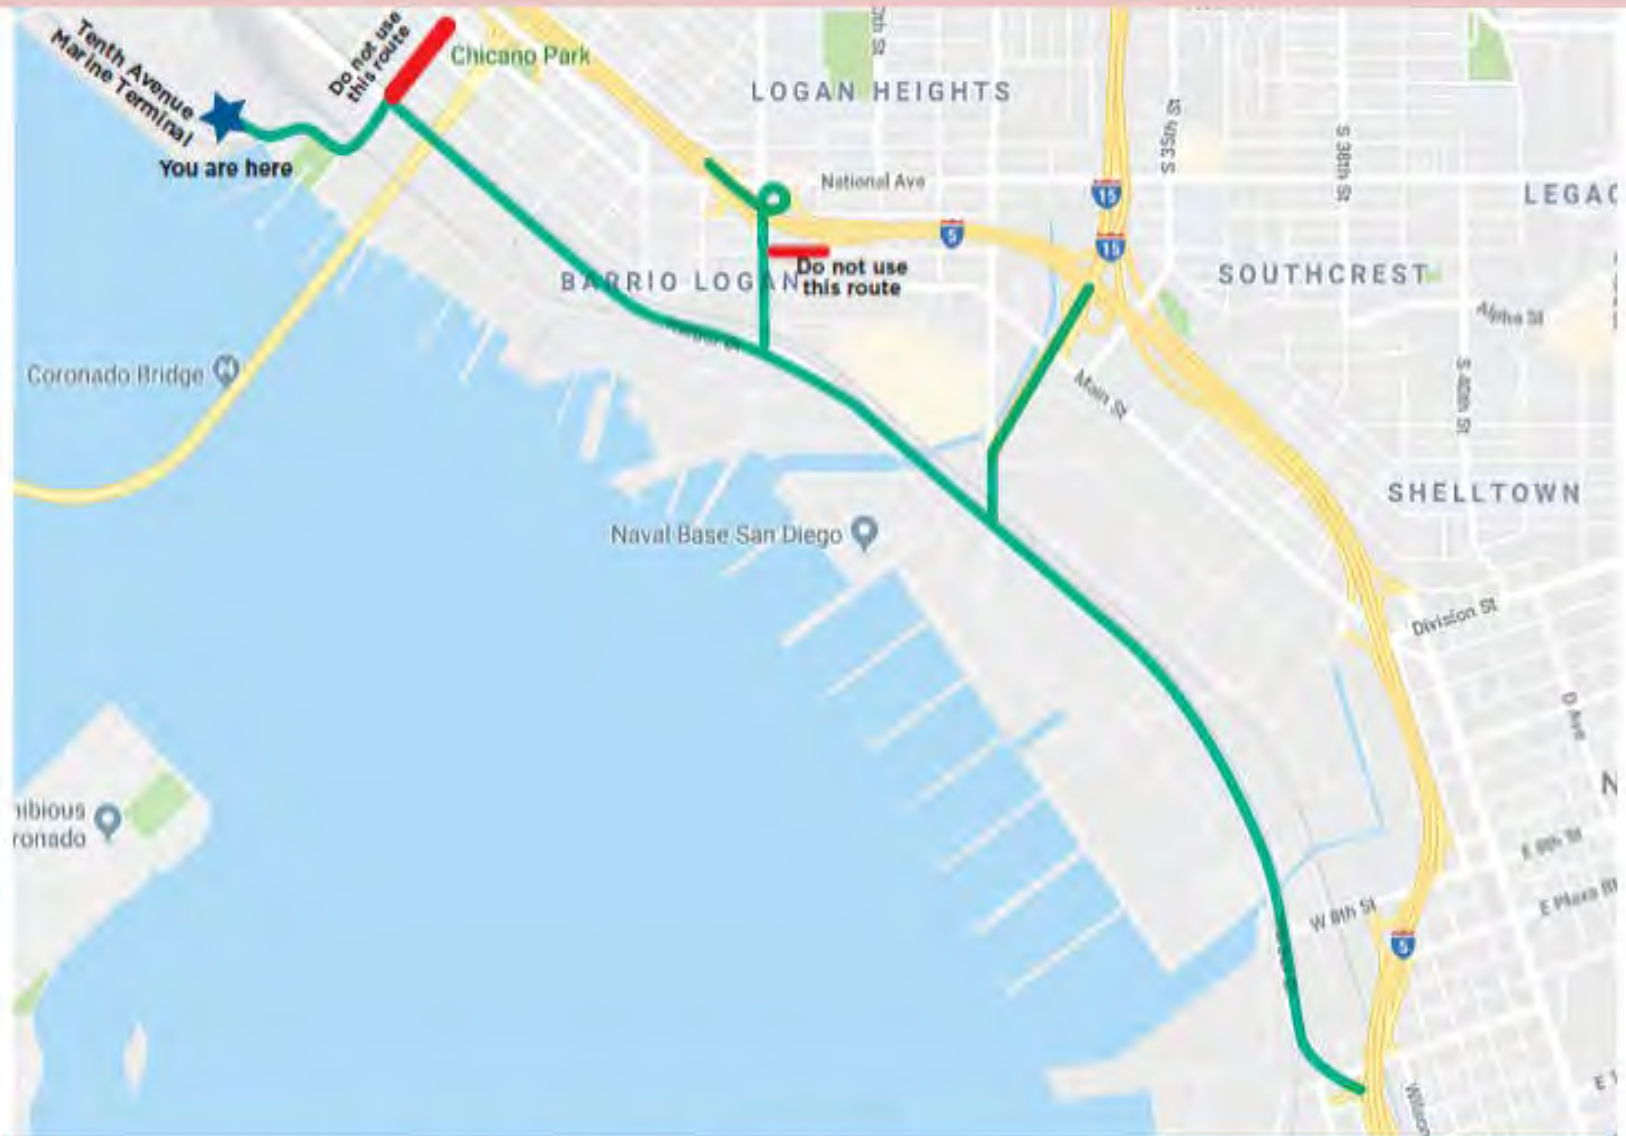 Tenth Avenue
Marine Terminal
You are here
Do not use
this route
Chicano Park
LOGAN HEIGHTS
S 35th St
S 38th St
National Ave
15
LEGAC
5
15
BARRIO LOGAN
Do not use
this route
SOUTHCREST
Alpha St
Coronado Bridge
Main St
S 40th St
SHELLTOWN
Naval Base San Diego
Division St
D Ave
N
nibious
ronado
E 8th St
E Plaza Bl
W 8th St
5
E 1
Wilson